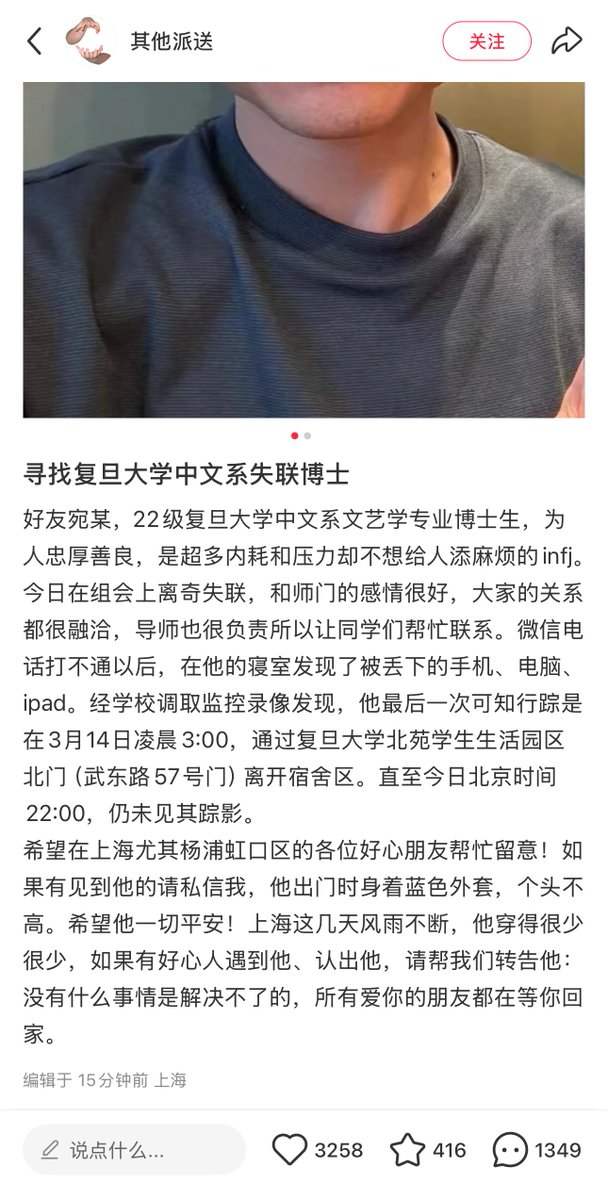 其他派送
关注
寻找复旦大学中文系失联博士
好友宛某，22级复旦大学中文系文艺学专业博士生，为
人忠厚善良，是超多内耗和压力却不想给人添麻烦的infj。
今日在组会上离奇失联，和师门的感情很好，大家的关系
都很融洽，导师也很负责所以让同学们帮忙联系。微信电
话打不通以后，在他的寝室发现了被丢下的手机、电脑、
ipad。经学校调取监控录像发现，他最后一次可知行踪是
在3月14日凌晨3:00，通过复旦大学北苑学生生活园区
北门（武东路57号门）离开宿舍区。直至今日北京时间
22:00，仍未见其踪影。
希望在上海尤其杨浦虹口区的各位好心朋友帮忙留意！如
果有见到他的请私信我，他出门时身着蓝色外套，个头不
高。希望他一切平安！上海这几天风雨不断，他穿得很少
很少，如果有好心人遇到他、认出他，请帮我们转告他：
没有什么事情是解决不了的，所有爱你的朋友都在等你回
家。
编辑于 15分钟前 上海
说点什么...
3258
416
1349